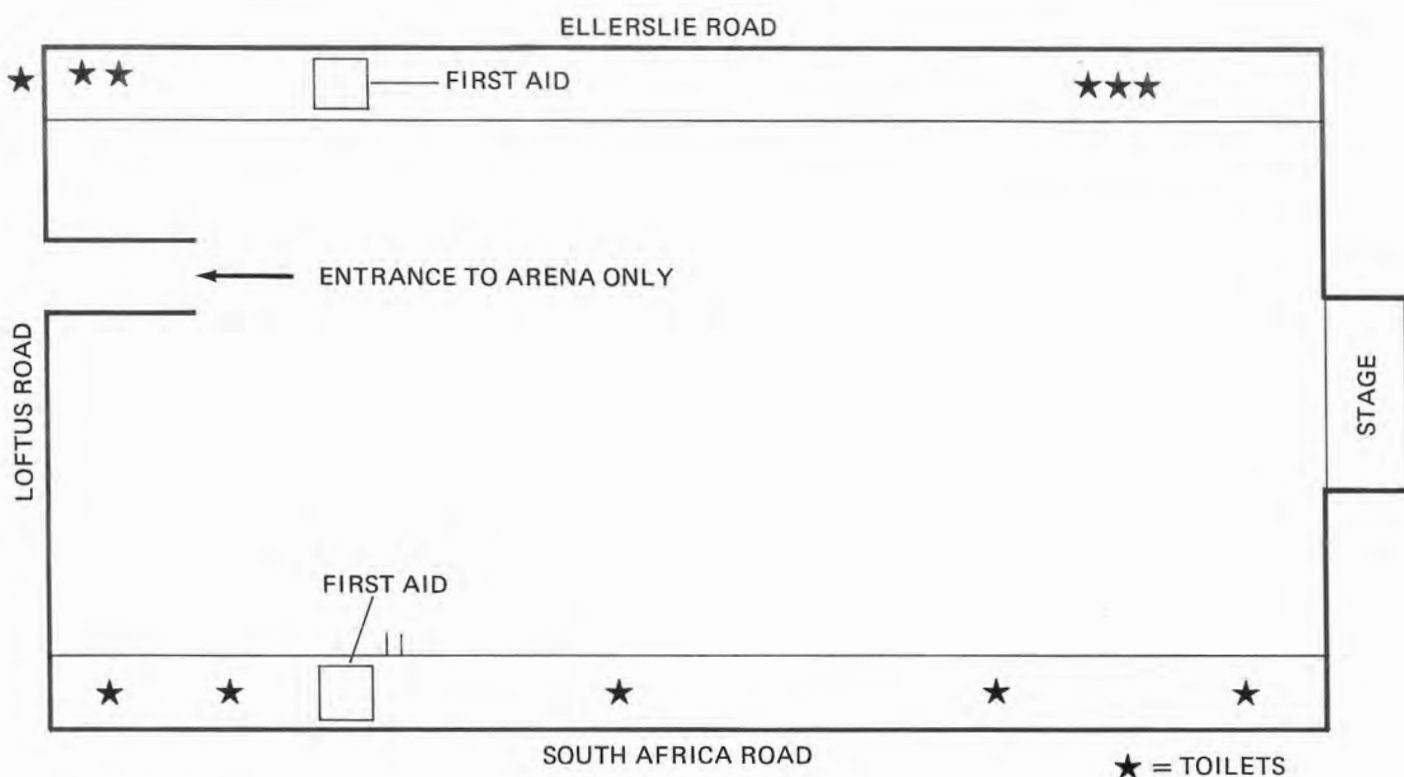 ELLERSLIE ROAD
FIRST AID
ENTRANCE TO ARENA ONLY
LOFTUS ROAD
STAGE
FIRST AID
SOUTH AFRICA ROAD
★ = TOILETS